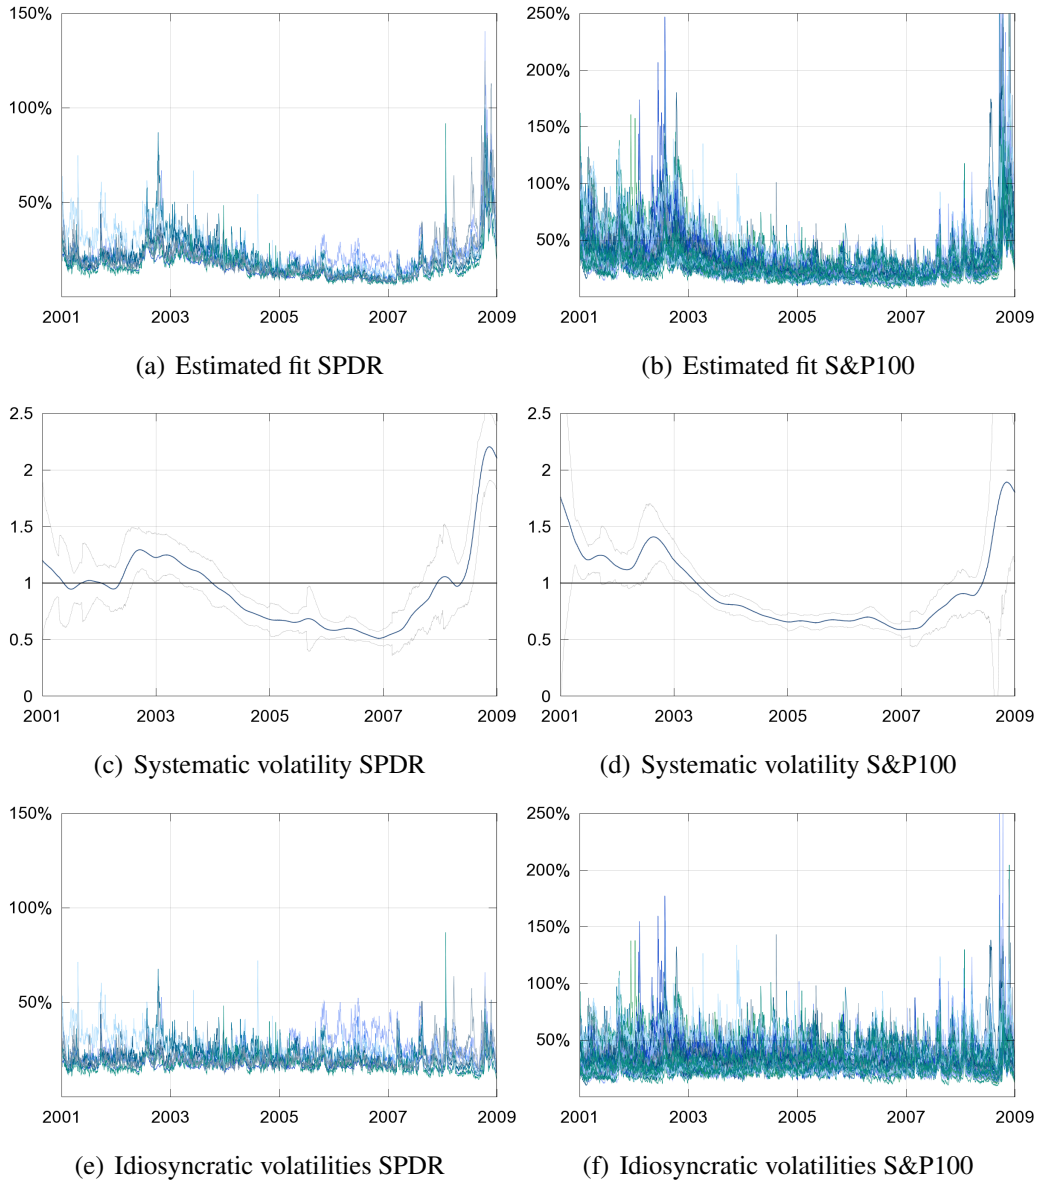 150%
100%
50%
2001 2003 2005 2007 2009
(a) Estimated fit SPDR
250%
200%
150%
100%
50%
2001 2003 2005 2007 2009
(b) Estimated fit S&P100
2.5
2
1.5
1
0.5
0
2001 2003 2005 2007 2009
(c) Systematic volatility SPDR
2.5
2
1.5
1
0.5
0
2001 2003 2005 2007 2009
(d) Systematic volatility S&P100
150%
100%
50%
2001 2003 2005 2007 2009
(e) Idiosyncratic volatilities SPDR
250%
200%
150%
100%
50%
2001 2003 2005 2007 2009
(f) Idiosyncratic volatilities S&P100